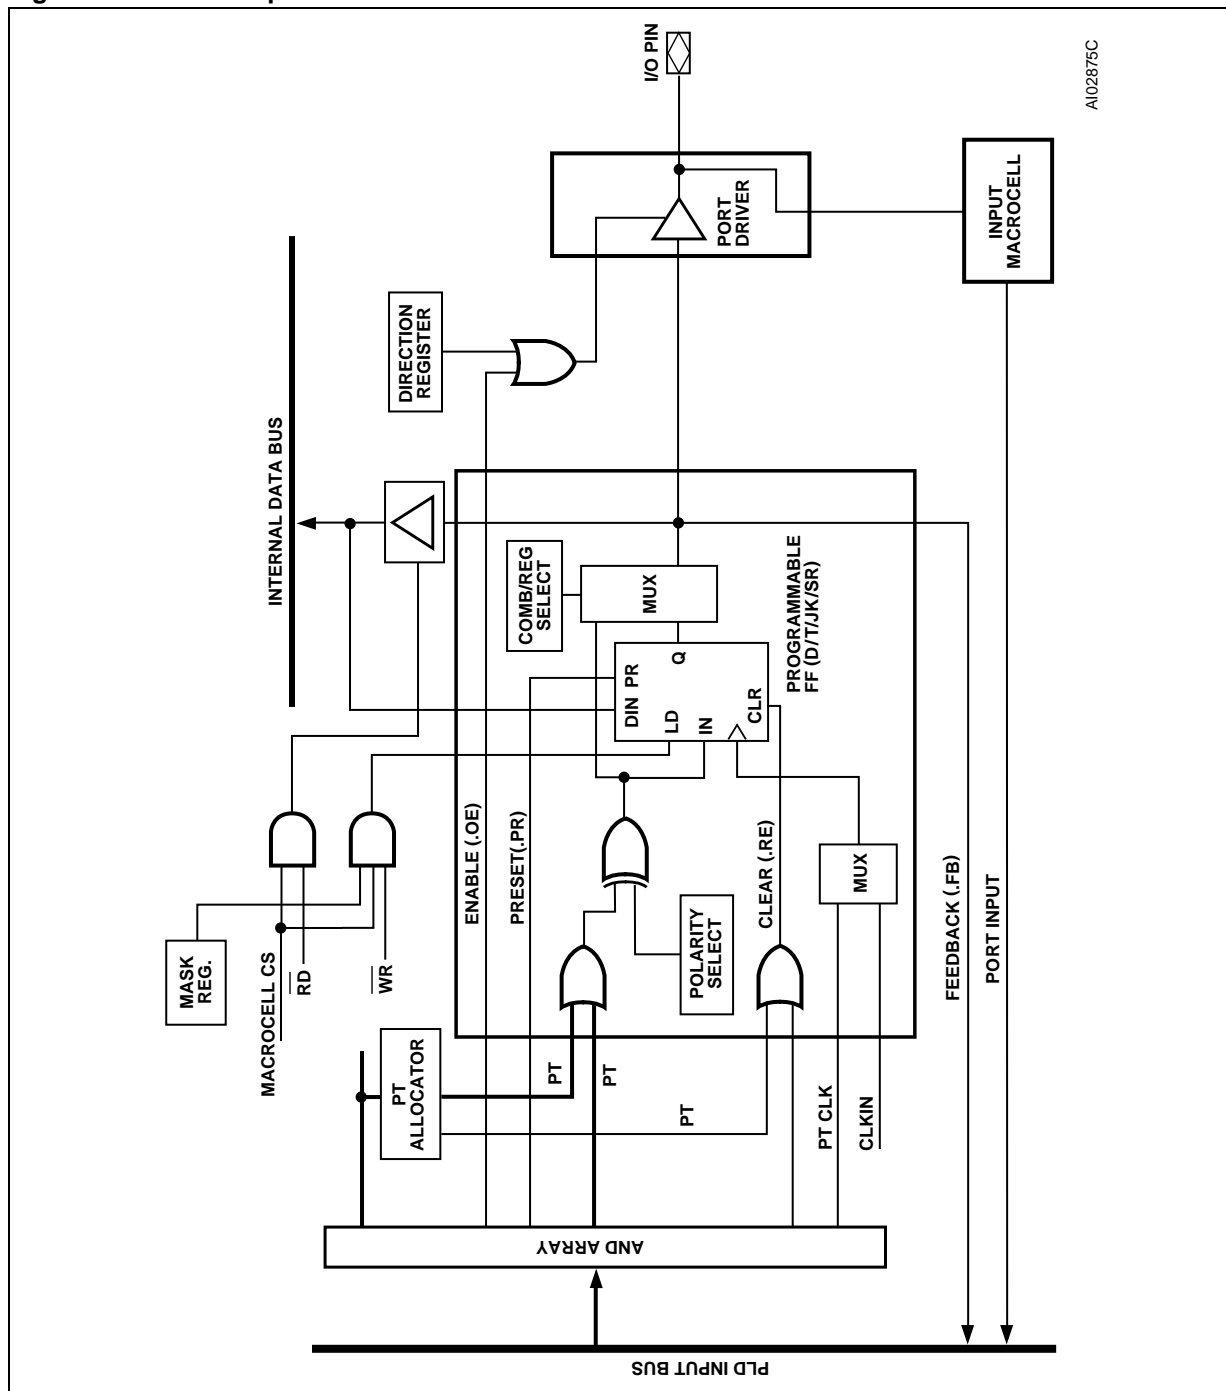 AI02875C
I/O PIN
PORT
DRIVER
INPUT
MACROCELL
DIRECTION
REGISTER
INTERNAL DATA BUS
COMB/REG
SELECT
MUX
PROGRAMMABLE
FF (D/T/JK/SR)
DIN
PR
Q
LD
IN
CLR
ENABLE (.OE)
PRESET(.PR)
CLEAR (.RE)
MUX
FEEDBACK (.FB)
PORT INPUT
MASK
REG.
MACROCELL CS
RD
WR
POLARITY
SELECT
PT
ALLOCATOR
PT
PT
PT
PT CLK
CLKIN
AND ARRAY
PLD INPUT BUS